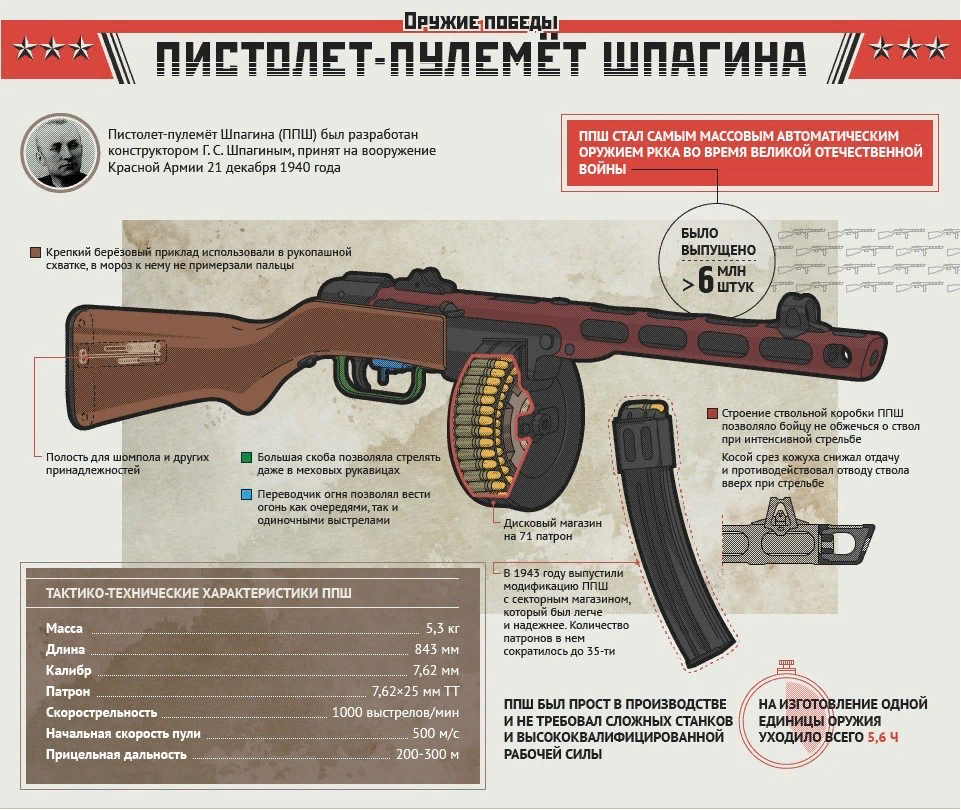 Оружие победы
ПИСТОЛЕТ-ПУЛЕМЁТ ШПАГИНА
Пистолет-пулемёт Шпагина (ППШ) был разработан
конструктором Г. С. Шпагиным, принят на вооружение
Красной Армии 21 декабря 1940 года
ППШ СТАЛ САМЫМ МАССОВЫМ АВТОМАТИЧЕСКИМ
ОРУЖИЕМ РККА ВО ВРЕМЯ ВЕЛИКОЙ ОТЕЧЕСТВЕННОЙ
ВОЙНЫ
БЫЛО
ВЫПУЩЕНО
>6 МЛН
ШТУК
Крепкий берёзовый приклад использовали в рукопашной
схватке, в мороз к нему не примерзали пальцы
Полость для шомпола и других
принадлежностей
Большая скоба позволяла стрелять
даже в меховых рукавицах
Переводчик огня позволял вести
огонь как очередями, так и
одиночными выстрелами
Дисковый магазин
на 71 патрон
Строение ствольной коробки ППШ
позволяло бойцу не обжечься о ствол
при интенсивной стрельбе
Косой срез кожуха снижал отдачу
и противодействовал отводу ствола
вверх при стрельбе
В 1943 году выпустили
модификацию ППШ
с секторным магазином,
который был легче
и надежнее. Количество
патронов в нем
сократилось до 35-ти
ТАКТИКО-ТЕХНИЧЕСКИЕ ХАРАКТЕРИСТИКИ ППШ
Масса 5,3 кг
Длина 843 мм
Калибр 7,62 мм
Патрон 7,62×25 мм ТТ
Скорострельность 1000 выстрелов/мин
Начальная скорость пули 500 м/с
Прицельная дальность 200-300 м
ППШ БЫЛ ПРОСТ В ПРОИЗВОДСТВЕ
И НЕ ТРЕБОВАЛ СЛОЖНЫХ СТАНКОВ
И ВЫСОКОКВАЛИФИЦИРОВАННОЙ
РАБОЧЕЙ СИЛЫ
НА ИЗГОТОВЛЕНИЕ ОДНОЙ
ЕДИНИЦЫ ОРУЖИЯ
УХОДИЛО ВСЕГО 5,6 Ч